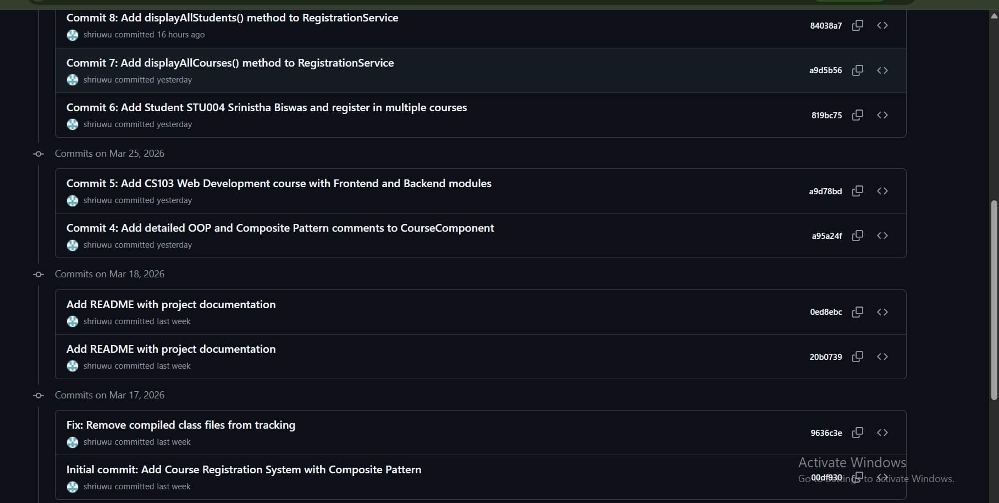 Commit 8: Add displayAllStudents() method to RegistrationService
shriuwu committed 16 hours ago
84038a7
Commit 7: Add displayAllCourses() method to RegistrationService
shriuwu committed yesterday
a9d5b56
Commit 6: Add Student STU004 Srinistha Biswas and register in multiple courses
shriuwu committed yesterday
819bc75
Commits on Mar 25, 2026
Commit 5: Add CS103 Web Development course with Frontend and Backend modules
shriuwu committed yesterday
a9d78bd
Commit 4: Add detailed OOP and Composite Pattern comments to CourseComponent
shriuwu committed yesterday
a95a24f
Commits on Mar 18, 2026
Add README with project documentation
shriuwu committed last week
0ed8ebc
Add README with project documentation
shriuwu committed last week
20b0739
Commits on Mar 17, 2026
Fix: Remove compiled class files from tracking
shriuwu committed last week
9636c3e
Initial commit: Add Course Registration System with Composite Pattern
shriuwu committed last week
00df930
Activate Windows
Go to Settings to activate Windows.